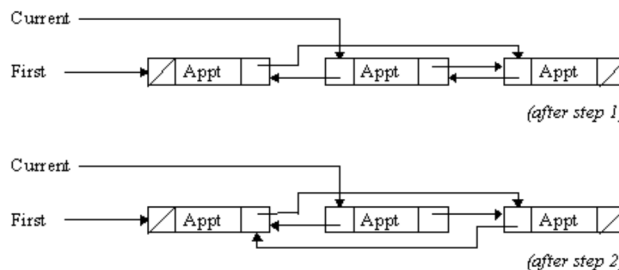 Current
First Appt Appt Appt
(after step 1)
Current
First Appt Appt Appt
(after step 2)